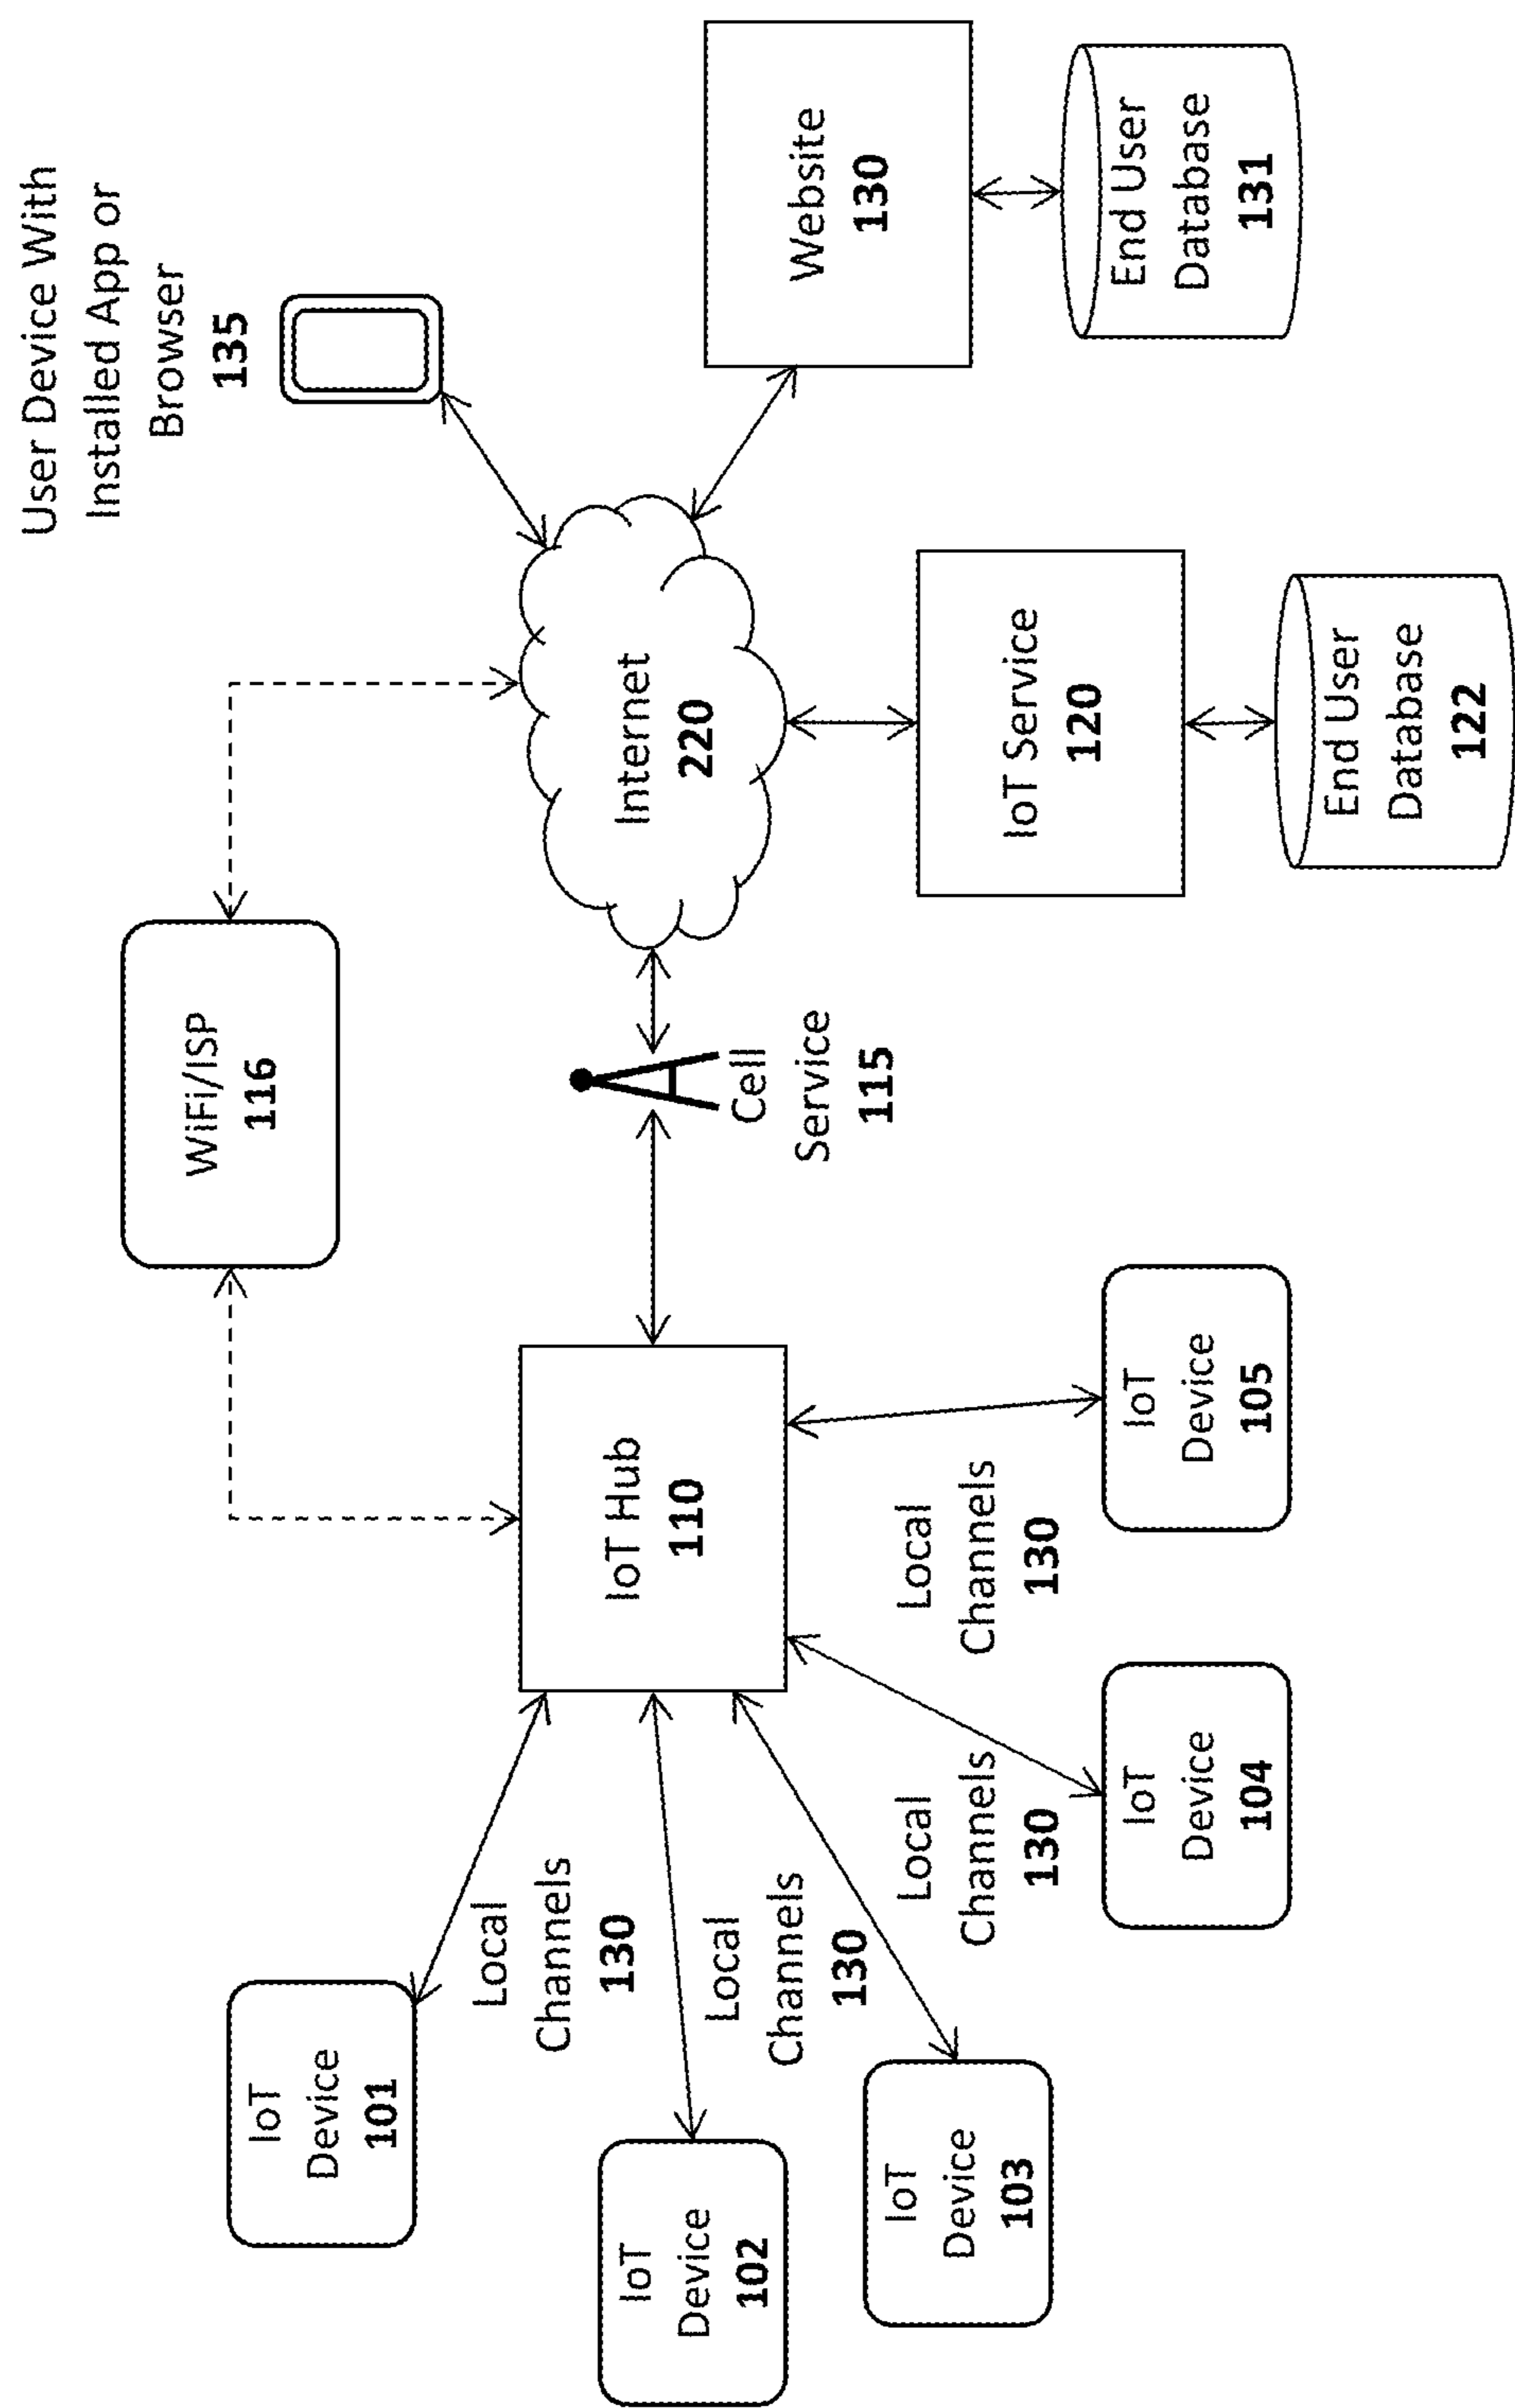 User Device With
Installed App or
Browser
135
WiFi/ISP
116
Website
130
End User
Database
131
Internet
220
IoT Service
120
End User
Database
122
Cell
Service
115
IoT Hub
110
IoT
Device
101
Local
Channels
130
IoT
Device
102
Local
Channels
130
IoT
Device
103
Local
Channels
130
IoT
Device
104
Local
Channels
130
IoT
Device
105